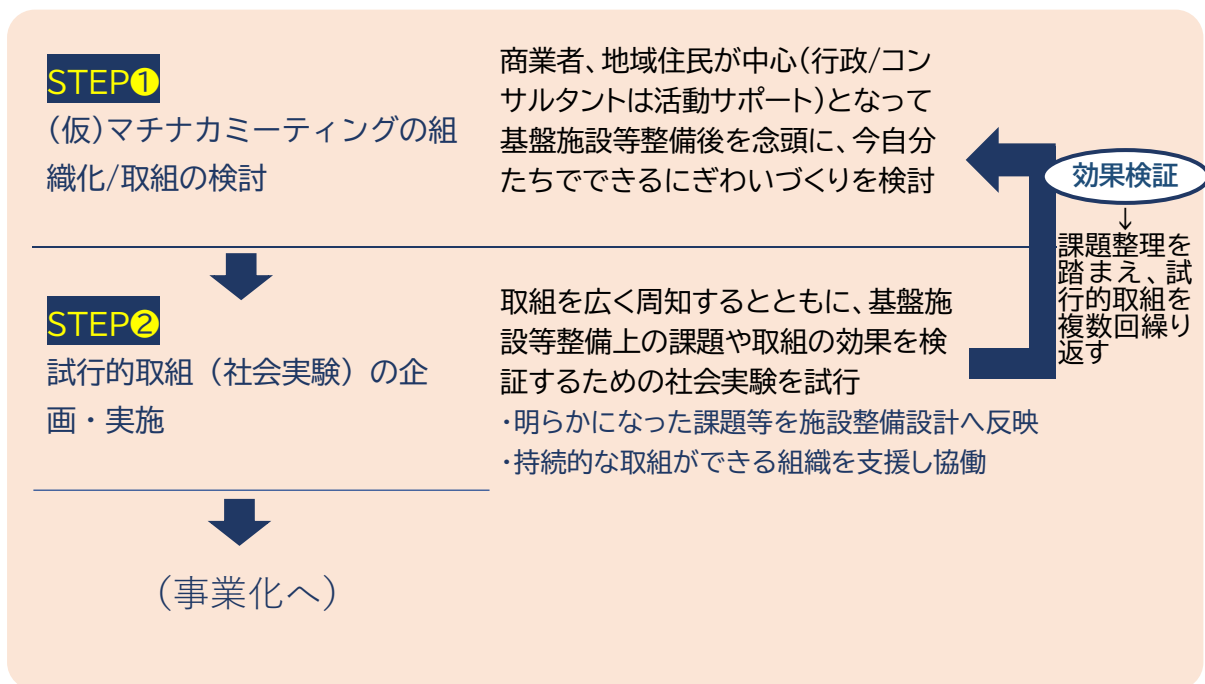 STEP❶
(仮)マチナカミーティングの組
織化/取組の検討
商業者、地域住民が中心(行政/コン
サルタントは活動サポート)となって
基盤施設等整備後を念頭に、今自分
たちでできるにぎわいづくりを検討
効果検証
↓
課題整理を
踏まえ、試
行的取組を
複数回繰り
返す
STEP❷
試行的取組（社会実験）の企
画・実施
取組を広く周知するとともに、基盤施
設等整備上の課題や取組の効果を検
証するための社会実験を試行
・明らかになった課題等を施設整備設計へ反映
・持続的な取組ができる組織を支援し協働
（事業化へ）